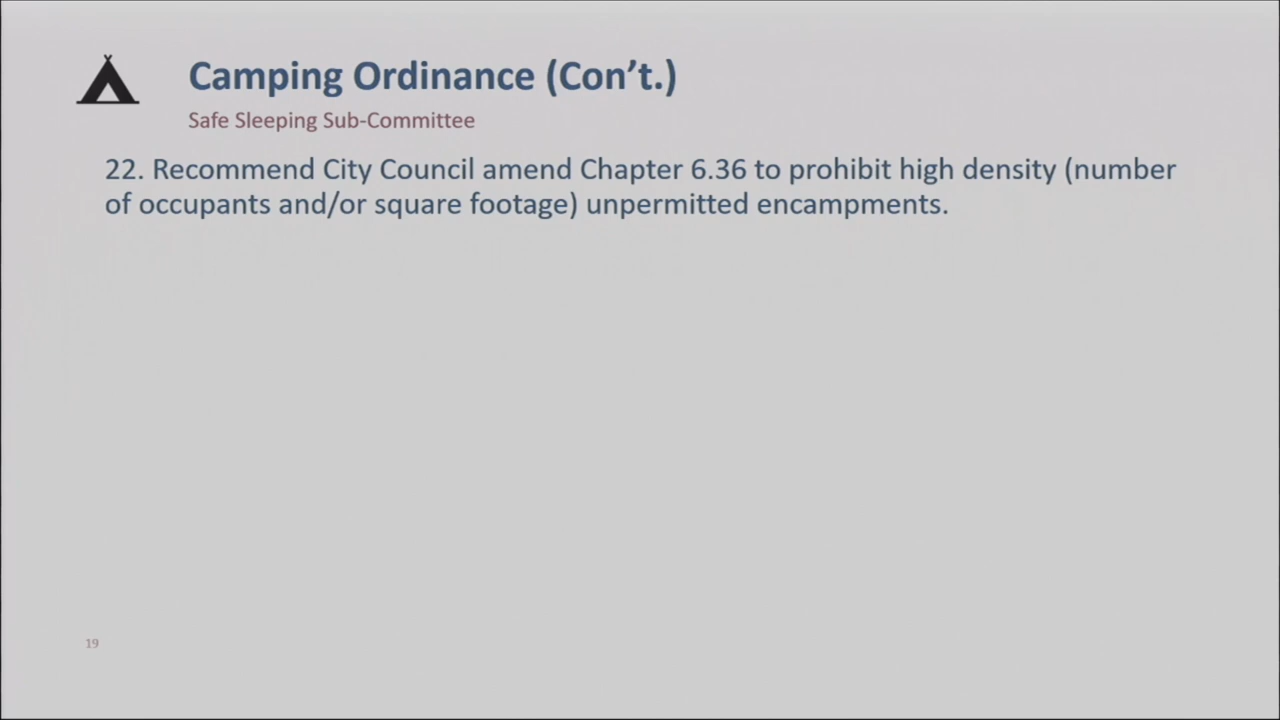 Camping Ordinance (Con’t.)
Safe Sleeping Sub-Committee
22. Recommend City Council amend Chapter 6.36 to prohibit high density (number
of occupants and/or square footage) unpermitted encampments.
19